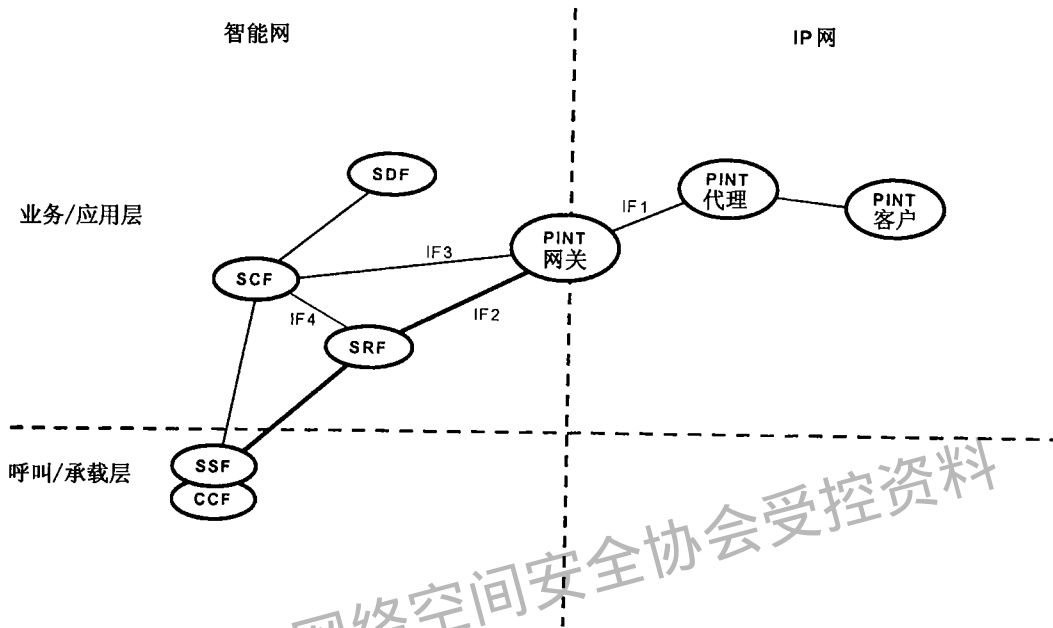 智能网
IP网
SDF
PINT
代理
PINT
客户
业务/应用层
IF1
PINT
网关
IF3
SCF
IF4
IF2
SRF
SSF
CCF
呼叫/承载层
网络空间安全协会受控资料